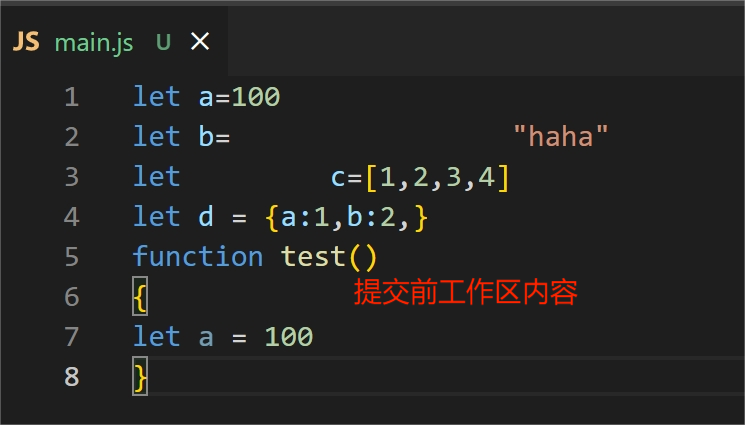 JS main.js U ×
1 let a=100
2 let b=                 "haha"
3 let         c=[1,2,3,4]
4 let d = {a:1,b:2,}
5 function test()
6 {
提交前工作区内容
7 let a = 100
8 }